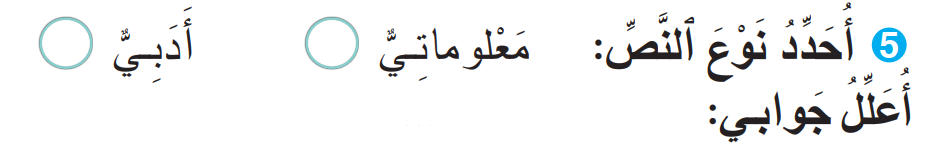 5 أُحَدِّدُ نَوْعَ ٱلنَّصِّ: مَعْلوماتِيٌّ أَدَبِيٌّ
أُعَلِّلُ جَوابي: